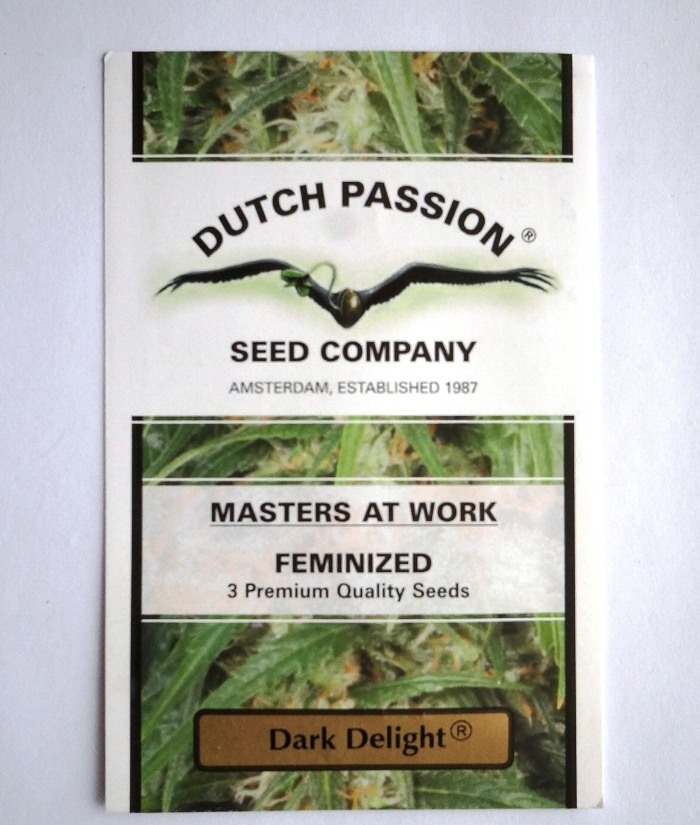 DUTCH PASSION®
SEED COMPANY
AMSTERDAM, ESTABLISHED 1987
MASTERS AT WORK
FEMINIZED
3 Premium Quality Seeds
Dark Delight®